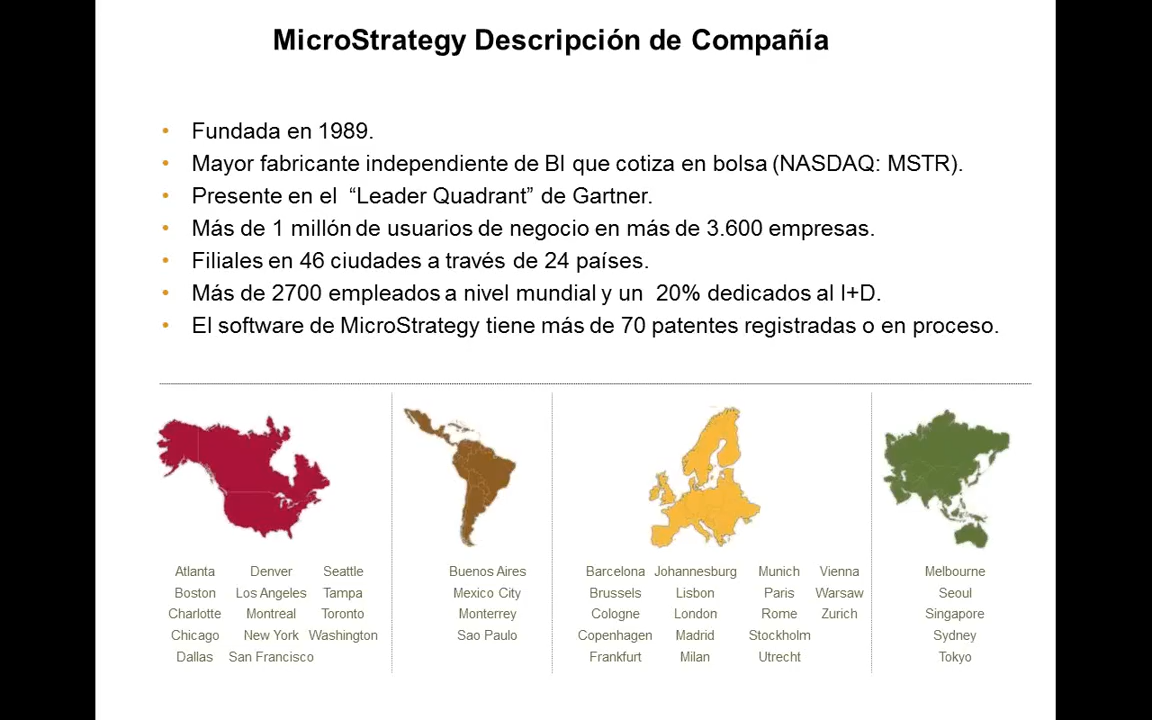 MicroStrategy Descripción de Compañía
• Fundada en 1989.
• Mayor fabricante independiente de BI que cotiza en bolsa (NASDAQ: MSTR).
• Presente en el “Leader Quadrant” de Gartner.
• Más de 1 millón de usuarios de negocio en más de 3.600 empresas.
• Filiales en 46 ciudades a través de 24 países.
• Más de 2700 empleados a nivel mundial y un 20% dedicados al I+D.
• El software de MicroStrategy tiene más de 70 patentes registradas o en proceso.
Atlanta Denver Seattle
Boston Los Angeles Tampa
Charlotte Montreal Toronto
Chicago New York Washington
Dallas San Francisco
Buenos Aires
Mexico City
Monterrey
Sao Paulo
Barcelona Johannesburg Munich Vienna
Brussels Lisbon Paris Warsaw
Cologne London Rome Zurich
Copenhagen Madrid Stockholm
Frankfurt Milan Utrecht
Melbourne
Seoul
Singapore
Sydney
Tokyo